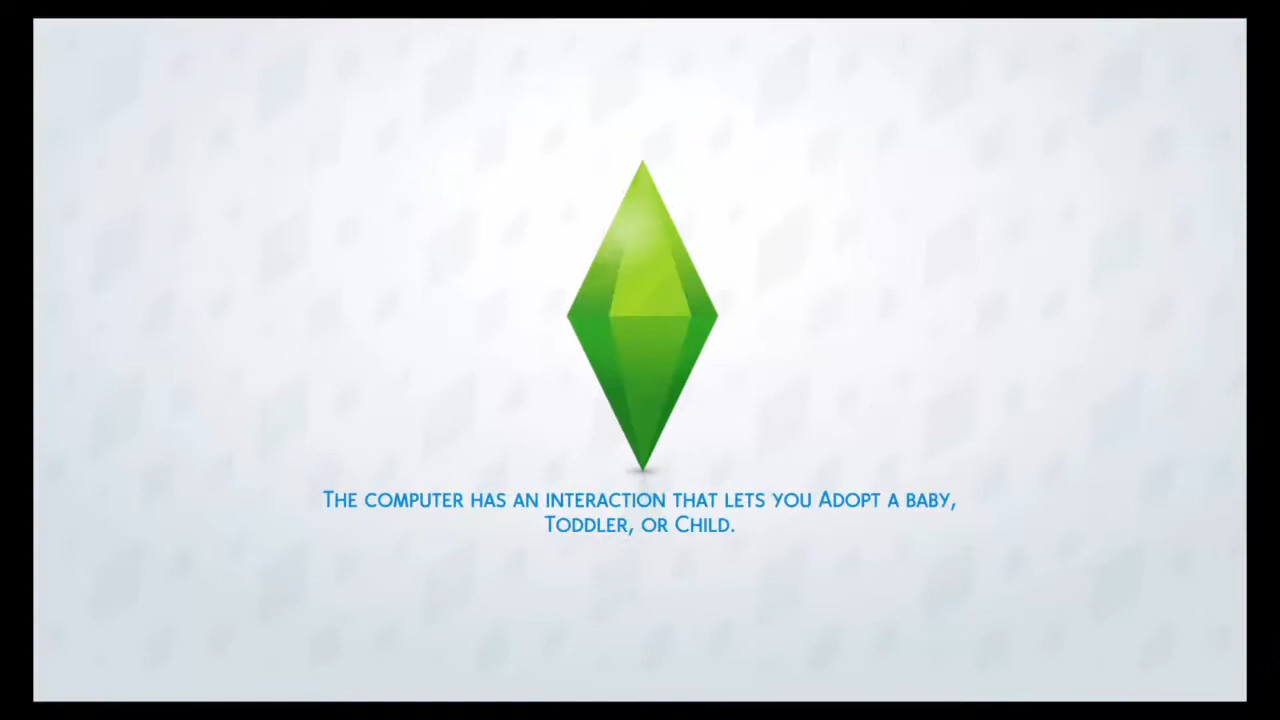 The computer has an interaction that lets you Adopt a baby,
Toddler, or Child.